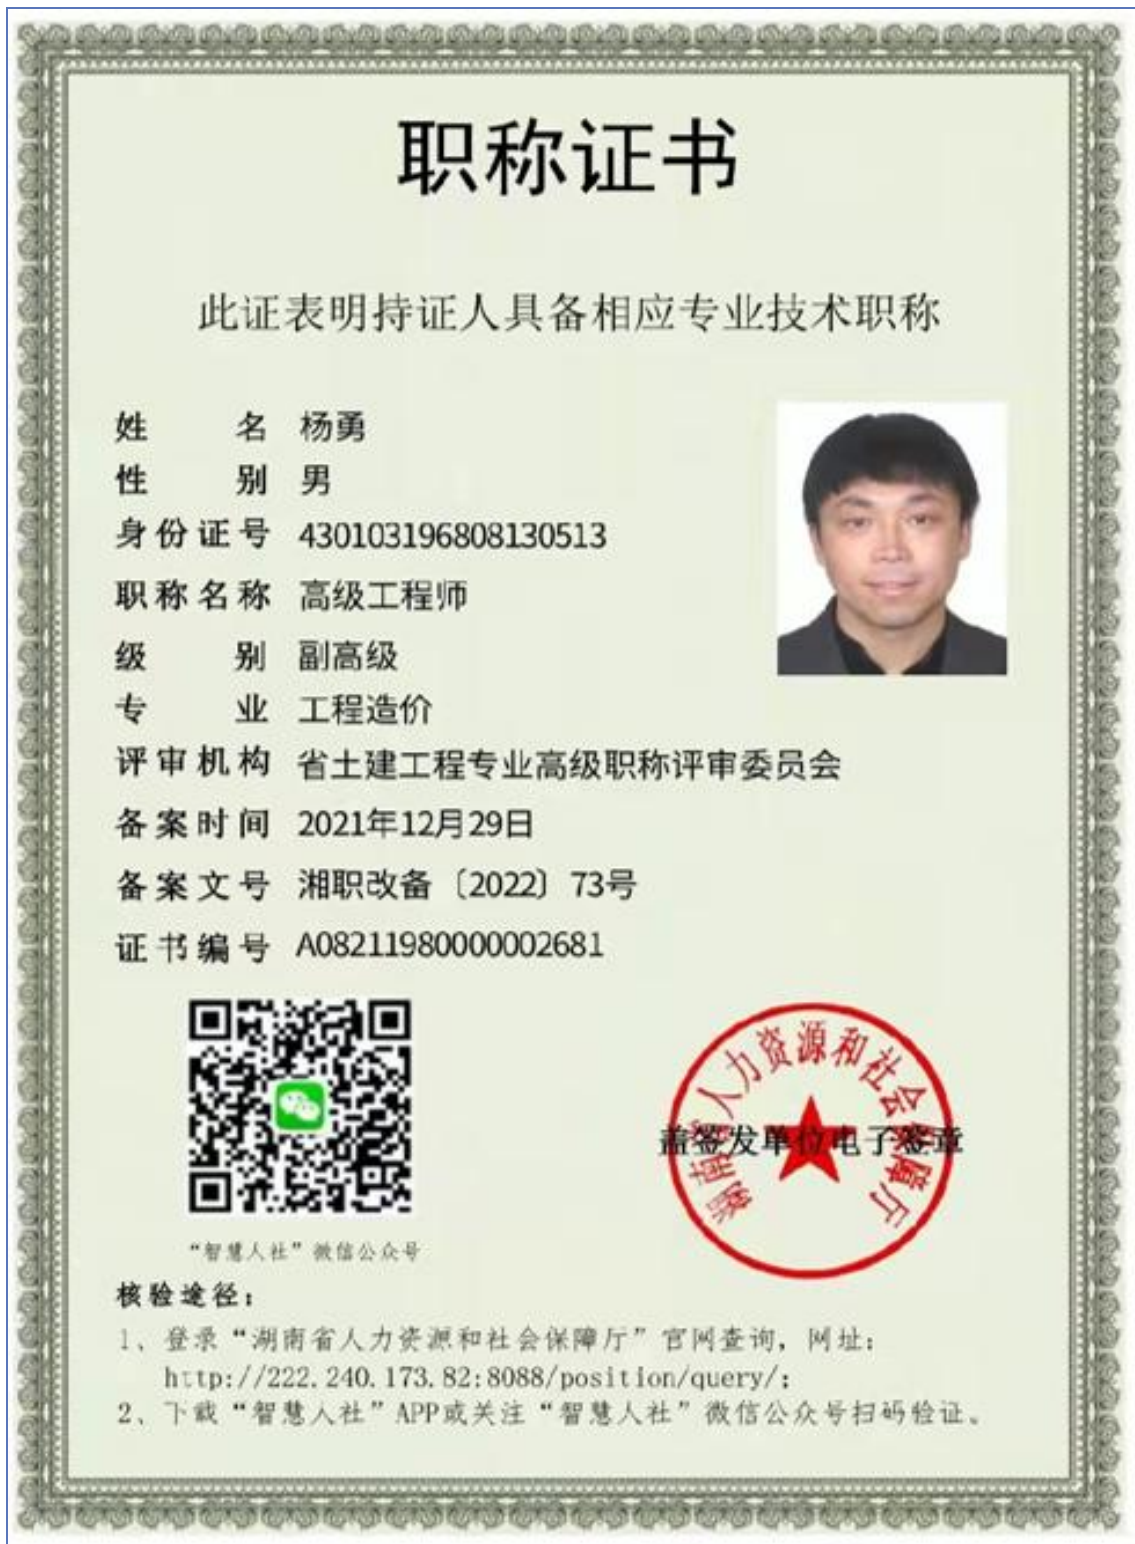 职称证书
此证表明持证人具备相应专业技术职称
姓名 杨勇
性别 男
身份证号 430103196808130513
职称名称 高级工程师
级别 副高级
专业 工程造价
评审机构 省土建工程专业高级职称评审委员会
备案时间 2021年12月29日
备案文号 湘职改备〔2022〕73号
证书编号 A08211980000002681
湖南省人力资源和社会保障厅
盖签发单位电子签章
“智慧人社”微信公众号
核验途径：
1、登录“湖南省人力资源和社会保障厅”官网查询，网址：
http://222.240.173.82:8088/position/query/；
2、下载“智慧人社”APP或关注“智慧人社”微信公众号扫码验证。